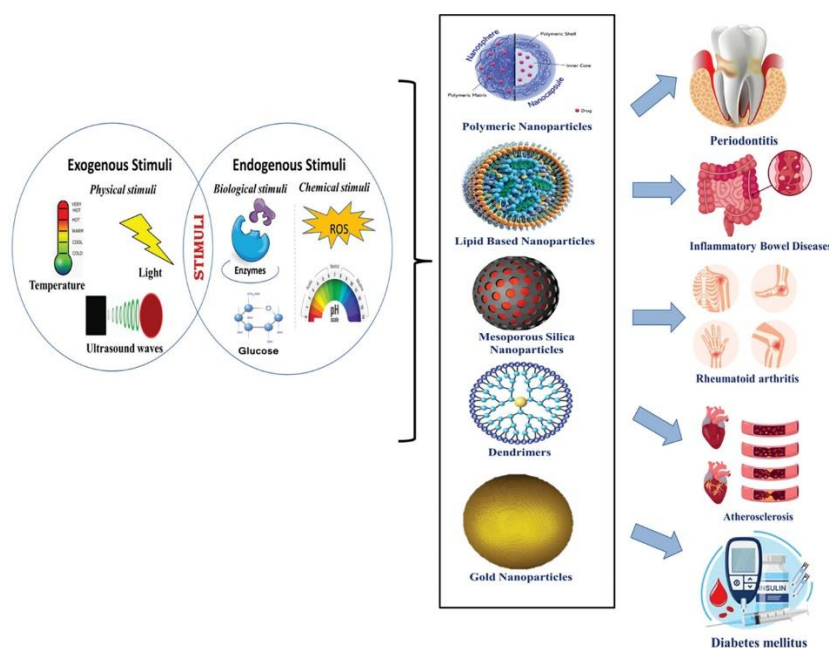 Exogenous Stimuli
Physical stimuli
VERY
HOT
HOT
WARM
COOL
COLD
Temperature
Light
Ultrasound waves
STIMULI
Endogenous Stimuli
Biological stimuli
Chemical stimuli
Enzymes
ROS
Glucose
pH
scale
Nanosphere
Polymeric Shell
Inner Core
Polymeric Matrix
Nanocapsule
Drug
Polymeric Nanoparticles
Lipid Based Nanoparticles
Mesoporous Silica
Nanoparticles
Dendrimers
Gold Nanoparticles
Periodontitis
Inflammatory Bowel Diseases
Rheumatoid arthritis
Atherosclerosis
INSULIN
Diabetes mellitus